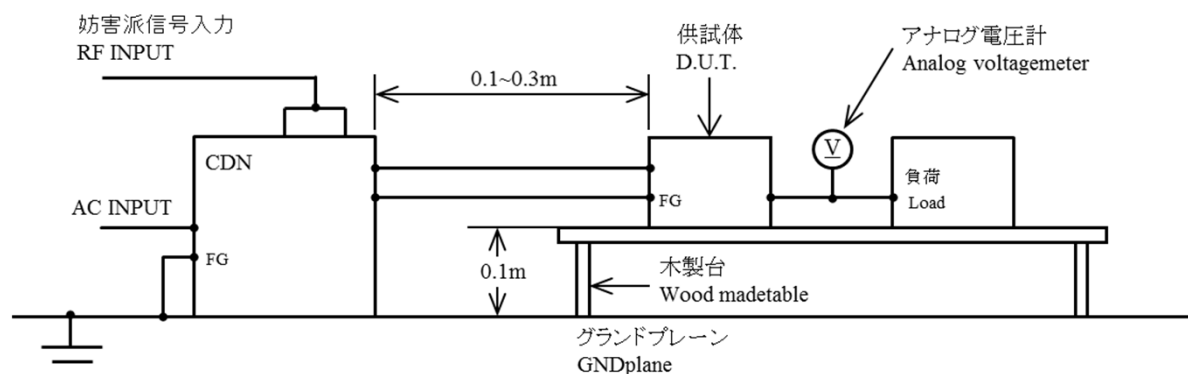 妨害派信号入力
RF INPUT
供試体
D.U.T.
アナログ電圧計
Analog voltagemeter
0.1~0.3m
CDN
V
FG
負荷
Load
AC INPUT
FG
0.1m
木製台
Wood madetable
グランドプレーン
GNDplane